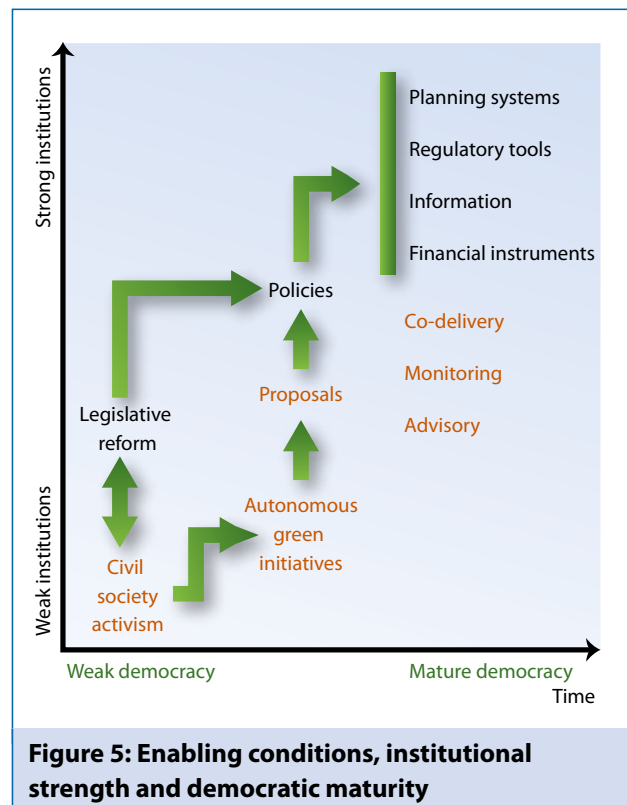 Strong institutions
Weak institutions
Planning systems
Regulatory tools
Information
Financial instruments
Policies
Co-delivery
Proposals
Monitoring
Legislative
reform
Advisory
Autonomous
green
initiatives
Civil
society
activism
Weak democracy
Mature democracy
Time
Figure 5: Enabling conditions, institutional
strength and democratic maturity